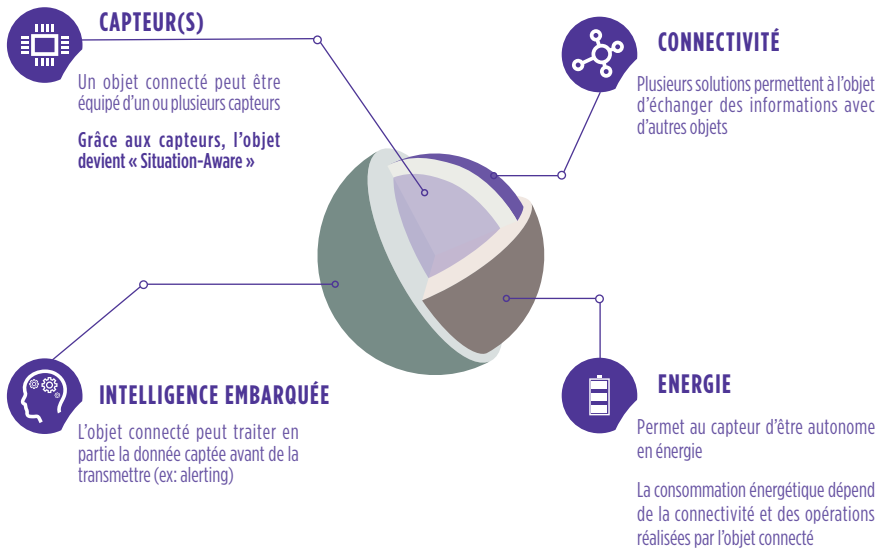 CAPTEUR(S)
Un objet connecté peut être
équipé d'un ou plusieurs capteurs
Grâce aux capteurs, l'objet
devient « Situation-Aware »
CONNECTIVITÉ
Plusieurs solutions permettent à l'objet
d'échanger des informations avec
d'autres objets
INTELLIGENCE EMBARQUÉE
L'objet connecté peut traiter en
partie la donnée captée avant de la
transmettre (ex: alerting)
ENERGIE
Permet au capteur d'être autonome
en énergie
La consommation énergétique dépend
de la connectivité et des opérations
réalisées par l'objet connecté